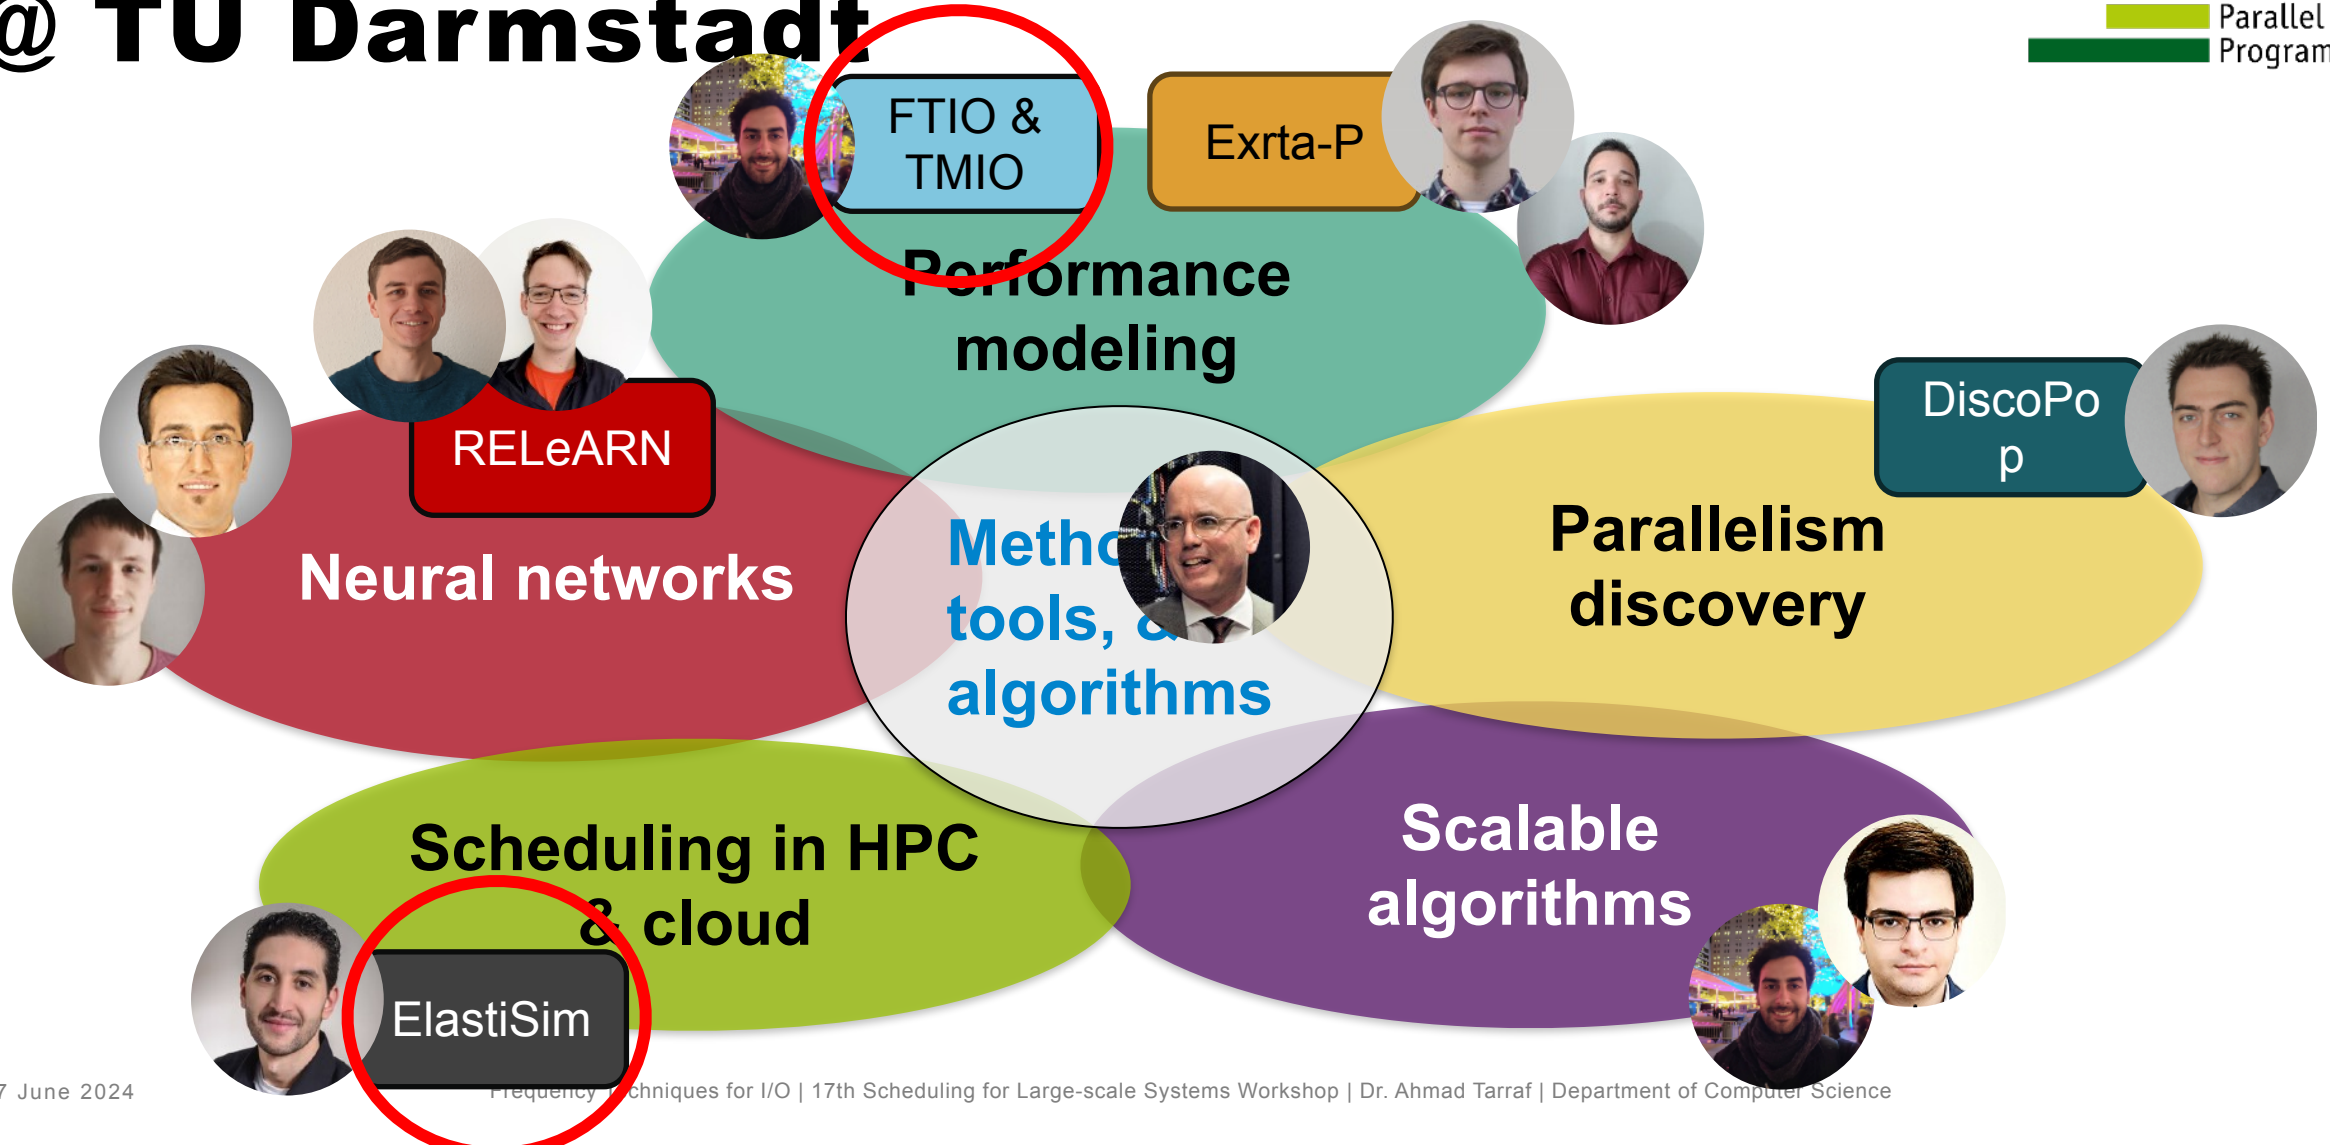 @ TU Darmstadt
Parallel
Program
FTIO &
TMIO
Exrta-P
Performance
modeling
RELeARN
DiscoPo
p
Neural networks
tools, &
algorithms
Parallelism
discovery
Scheduling in HPC
& cloud
Scalable
algorithms
ElastiSim
7 June 2024
Frequency Techniques for I/O | 17th Scheduling for Large-scale Systems Workshop | Dr. Ahmad Tarraf | Department of Computer Science